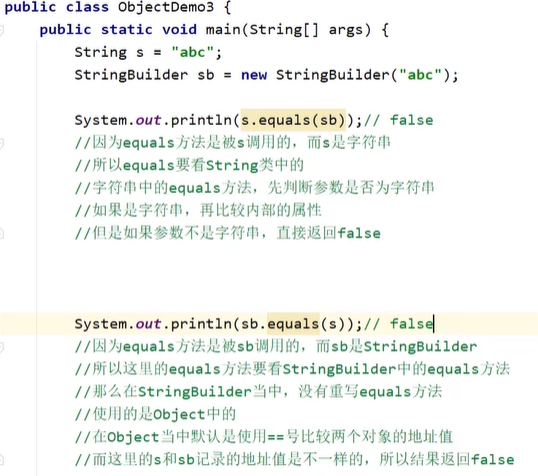 public class ObjectDemo3 {
public static void main(String[] args) {
String s = "abc";
StringBuilder sb = new StringBuilder("abc");
System.out.println(s.equals(sb));// false
//因为equals方法是被s调用的，而s是字符串
//所以equals要看String类中的
//字符串中的equals方法，先判断参数是否为字符串
//如果是字符串，再比较内部的属性
//但是如果参数不是字符串，直接返回false
System.out.println(sb.equals(s));// false
//因为equals方法是被sb调用的，而sb是StringBuilder
//所以这里的equals方法要看StringBuilder中的equals方法
//那么在StringBuilder当中，没有重写equals方法
//使用的是Object中的
//在Object当中默认是使用==号比较两个对象的地址值
//而这里的s和sb记录的地址值是不一样的，所以结果返回false